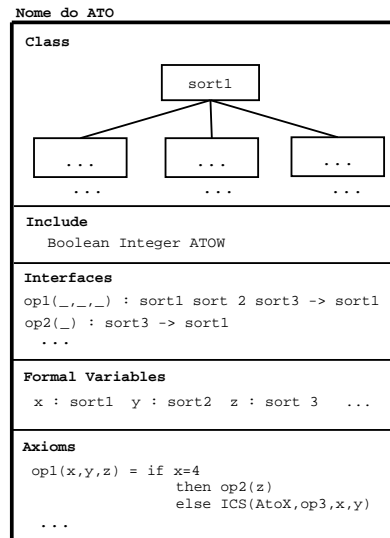 Nome do ATO
Class
sort1
... ... ...
... ... ...
Include
Boolean Integer ATOW
Interfaces
op1(_,_,_) : sort1 sort 2 sort3 -> sort1
op2(_) : sort3 -> sort1
...
Formal Variables
x : sort1 y : sort2 z : sort 3 ...
Axioms
op1(x,y,z) = if x=4
then op2(z)
else ICS(AtoX,op3,x,y)
...